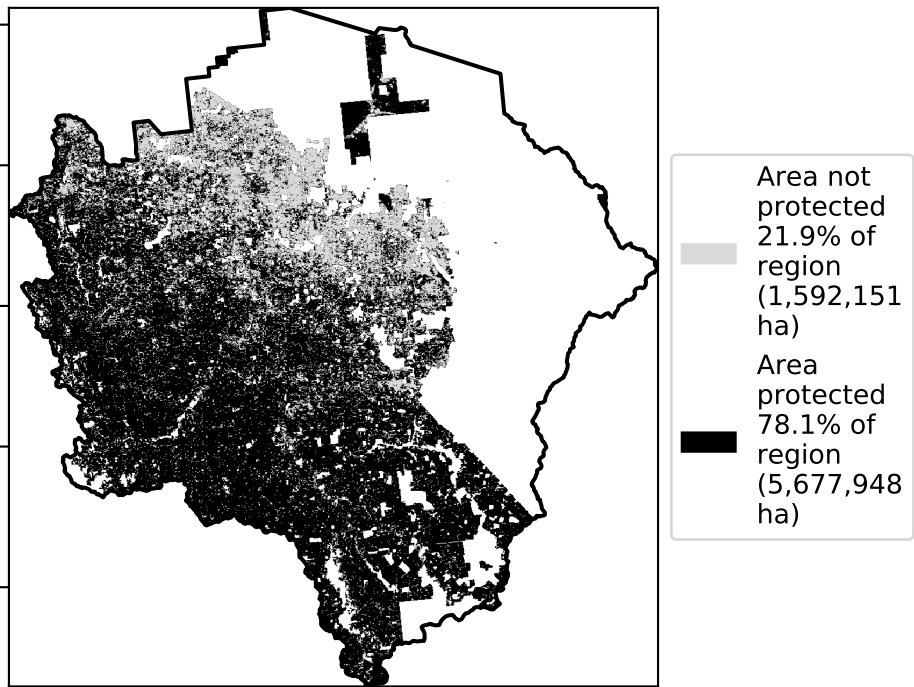 Area not
protected
21.9% of
region
(1,592,151
ha)
Area
protected
78.1% of
region
(5,677,948
ha)